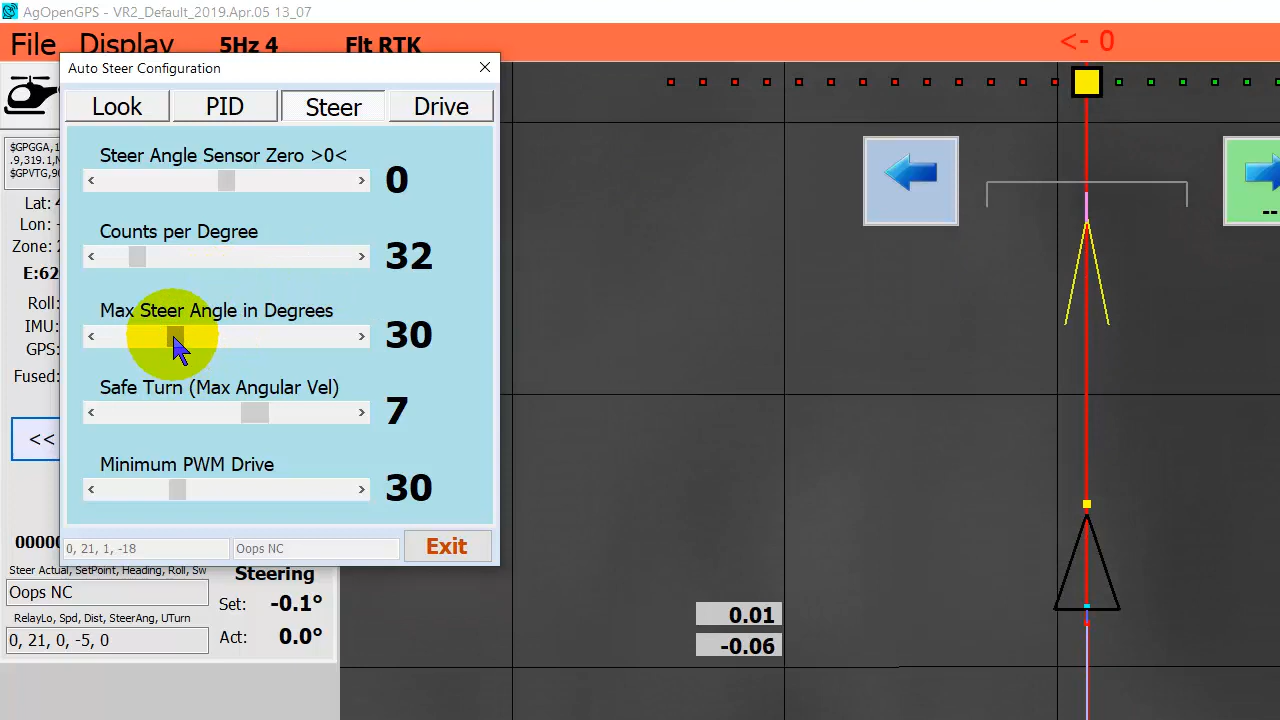 AgOpenGPS - VR2_Default_2019.Apr.05 13_07
File Display 5Hz 4 Flt RTK <- 0
Auto Steer Configuration
Look PID Steer Drive
$GPGGA,1
.9,319.1,M
$GPVTG,9
Steer Angle Sensor Zero >0<
0
Lat: 4
Lon: -
Zone: 2
Counts per Degree
32
E:62
Roll:
IMU:
GPS:
Fused:
Max Steer Angle in Degrees
30
Safe Turn (Max Angular Vel)
7
<<
Minimum PWM Drive
30
0000
0, 21, 1, -18
Oops NC
Exit
Steer Actual, SetPoint, Heading, Roll, Sw
Oops NC
RelayLo, Spd, Dist, SteerAng, UTurn
0, 21, 0, -5, 0
Steering
Set: -0.1°
Act: 0.0°
0.01
-0.06
--